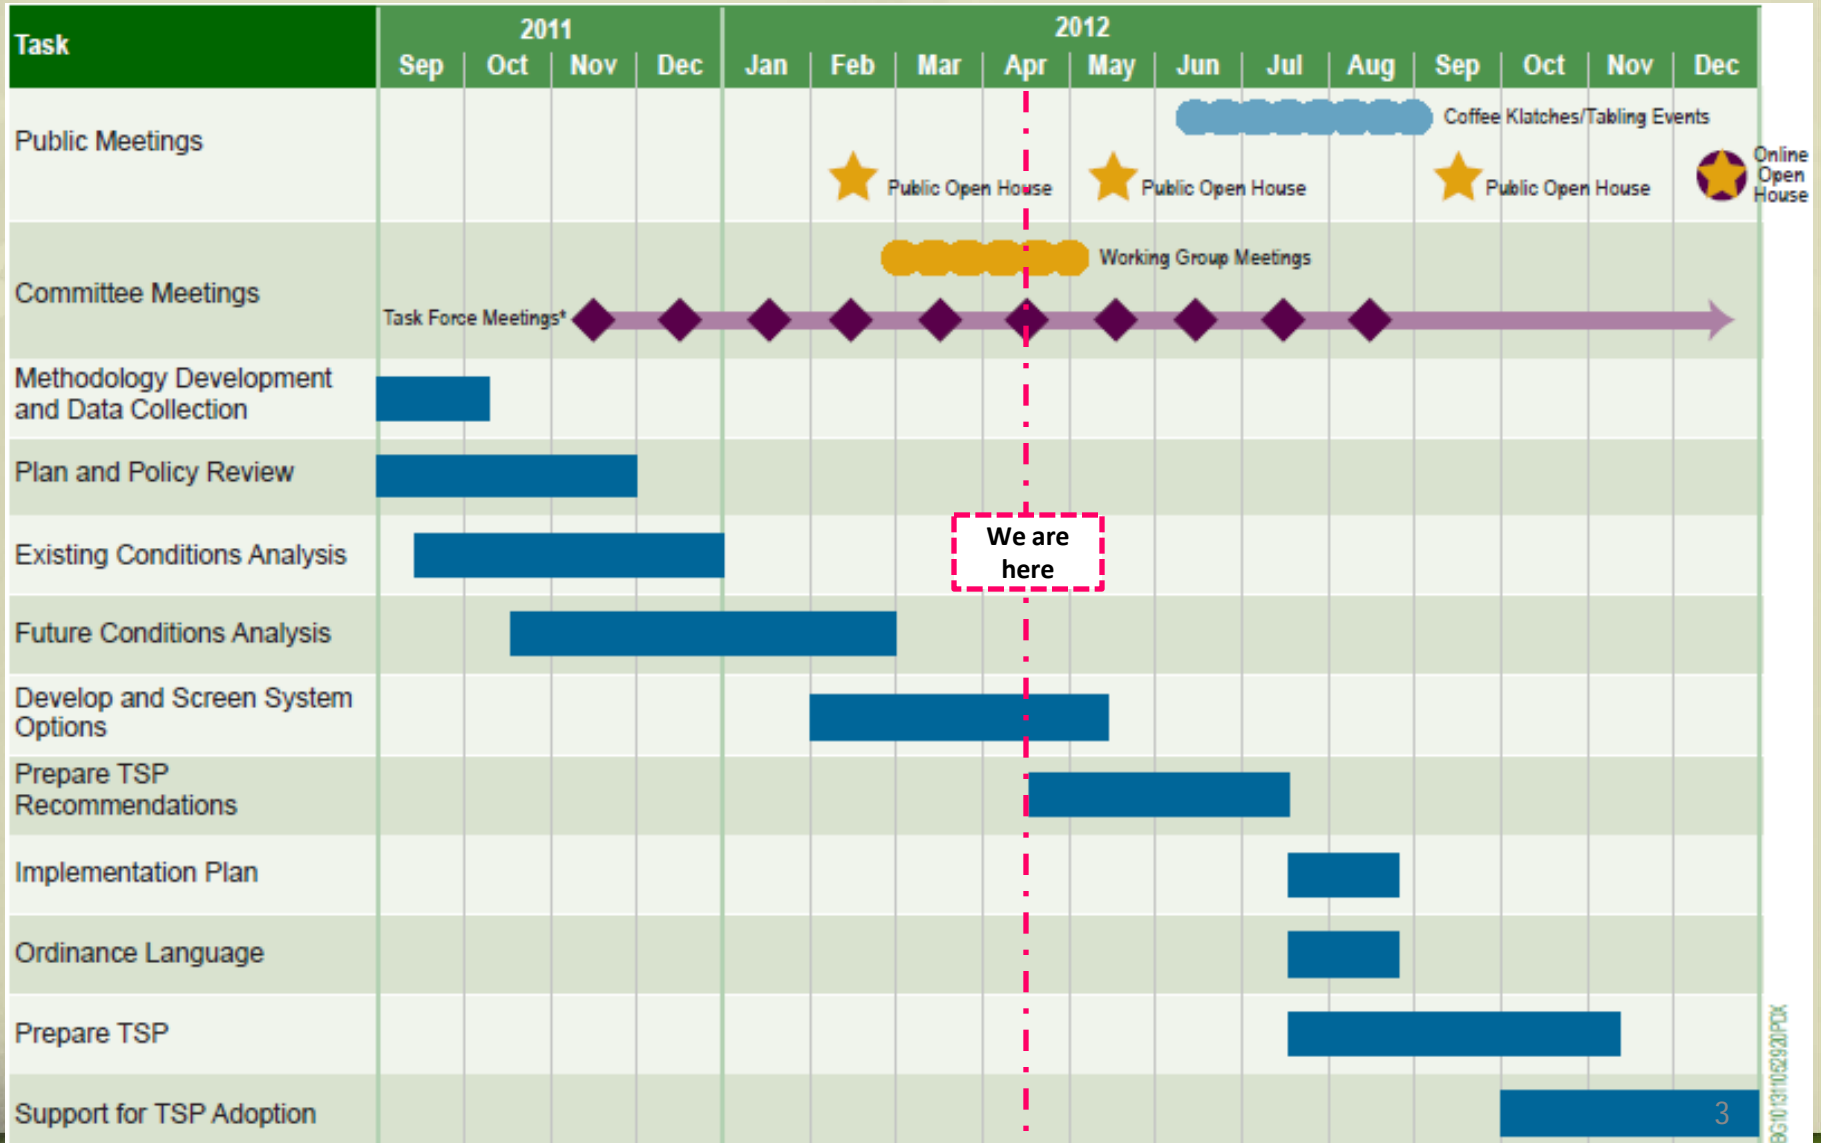 Task
2011
2012
Sep Oct Nov Dec Jan Feb Mar Apr May Jun Jul Aug Sep Oct Nov Dec
Public Meetings
Coffee Klatches/Tabling Events
Public Open House
Public Open House
Public Open House
Online
Open
House
Committee Meetings
Working Group Meetings
Task Force Meetings*
Methodology Development
and Data Collection
Plan and Policy Review
Existing Conditions Analysis
We are
here
Future Conditions Analysis
Develop and Screen System
Options
Prepare TSP
Recommendations
Implementation Plan
Ordinance Language
Prepare TSP
Support for TSP Adoption
3